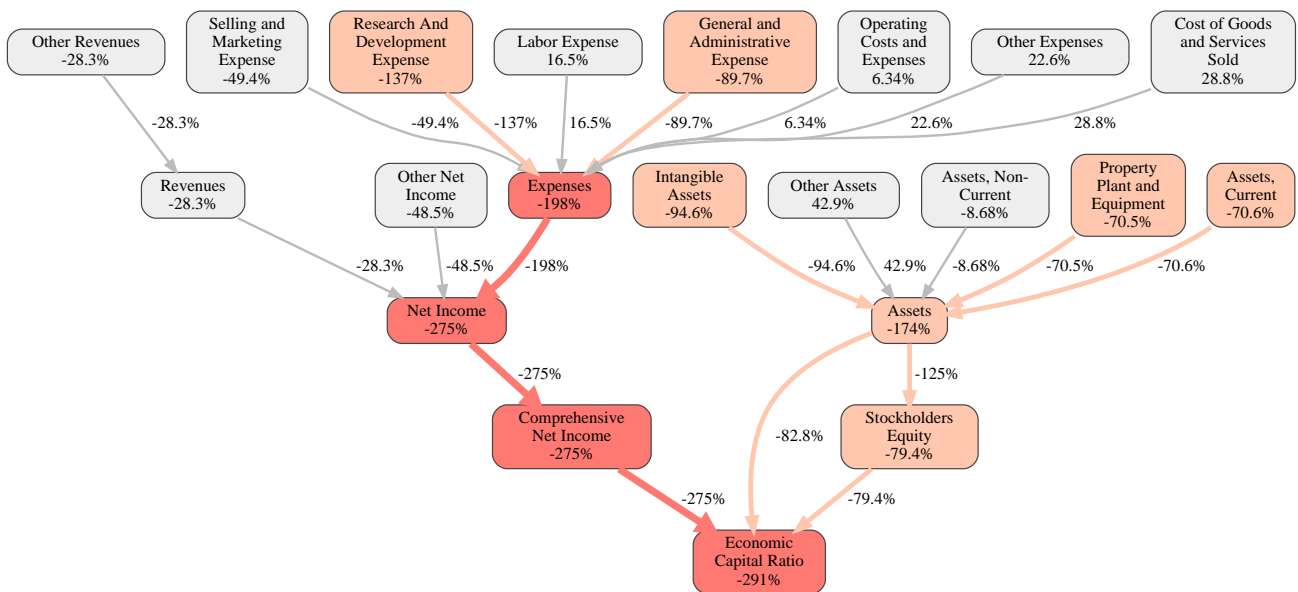 Other Revenues
-28.3%
Selling and
Marketing
Expense
-49.4%
Research And
Development
Expense
-137%
Labor Expense
16.5%
General and
Administrative
Expense
-89.7%
Operating
Costs and
Expenses
6.34%
Other Expenses
22.6%
Cost of Goods
and Services
Sold
28.8%
-28.3%
-49.4%
-137%
16.5%
-89.7%
6.34%
22.6%
28.8%
Revenues
-28.3%
Other Net
Income
-48.5%
Expenses
-198%
Intangible
Assets
-94.6%
Other Assets
42.9%
Assets, Non-
Current
-8.68%
Property
Plant and
Equipment
-70.5%
Assets,
Current
-70.6%
-28.3%
-48.5%
-198%
-94.6%
42.9%
-8.68%
-70.5%
-70.6%
Net Income
-275%
Assets
-174%
-275%
-125%
Comprehensive
Net Income
-275%
-82.8%
Stockholders
Equity
-79.4%
-275%
-79.4%
Economic
Capital Ratio
-291%